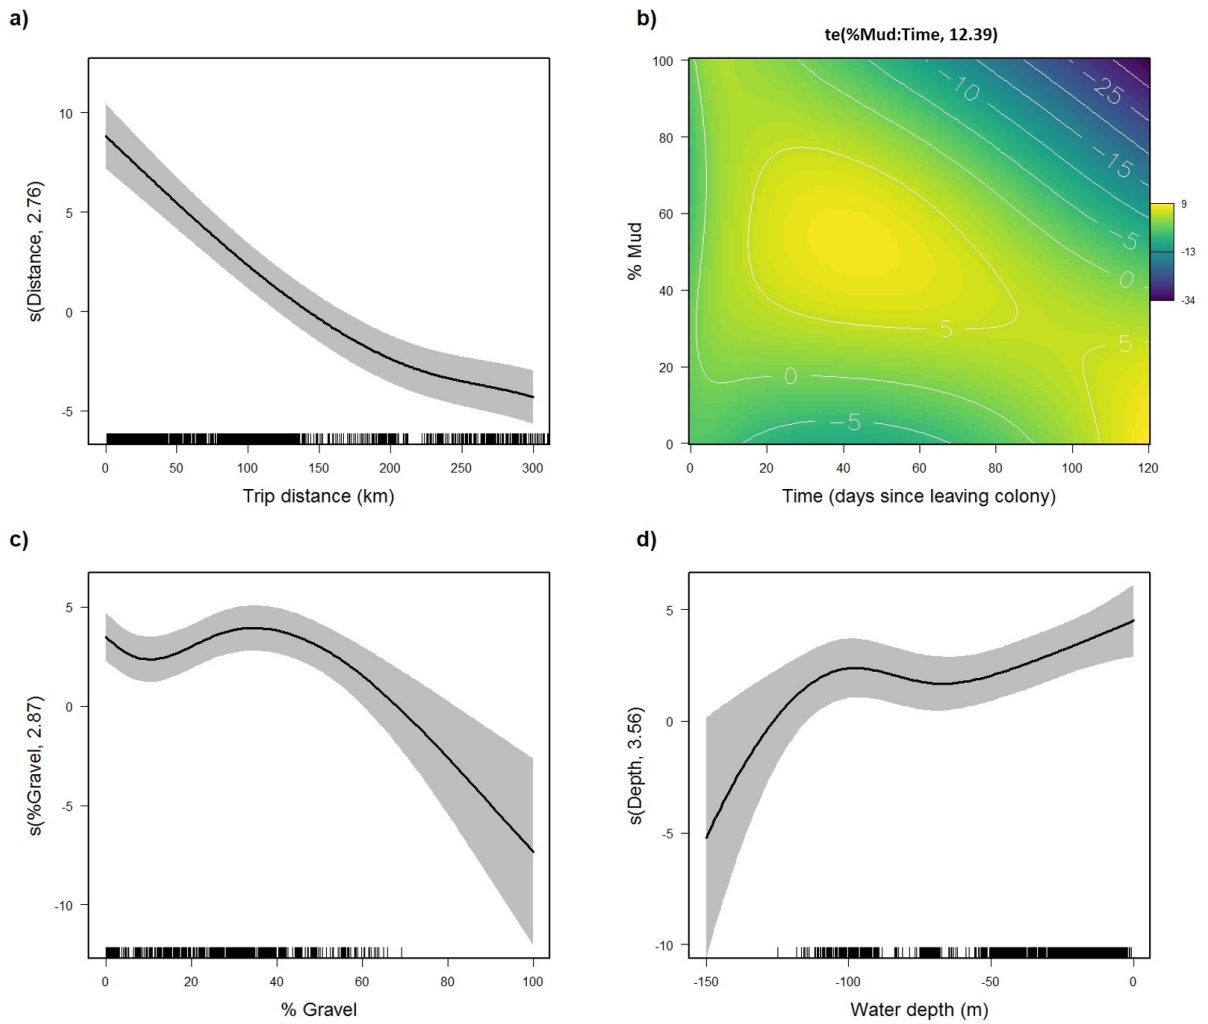 a)
s(Distance, 2.76)
10
5
0
-5
0 50 100 150 200 250 300
Trip distance (km)
b)
te(%Mud:Time, 12.39)
% Mud
100
80
60
40
20
0
-10
-25
-15
-5
0
5
5
0
-5
9
-13
-34
0 20 40 60 80 100 120
Time (days since leaving colony)
c)
s(%Gravel, 2.87)
5
0
-5
-10
0 20 40 60 80 100
% Gravel
d)
s(Depth, 3.56)
5
0
-5
-10
-150 -100 -50 0
Water depth (m)